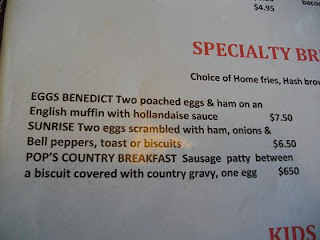 $4.95
SPECIALTY
Choice of Home fries, Hash
EGGS BENEDICT Two poached eggs & ham on an
English muffin with hollandaise sauce $7.50
SUNRISE Two eggs scrambled with ham, onions &
Bell peppers, toast or biscuits $6.50
POP'S COUNTRY BREAKFAST Sausage patty between
a biscuit covered with country gravy, one egg $650
KIDS